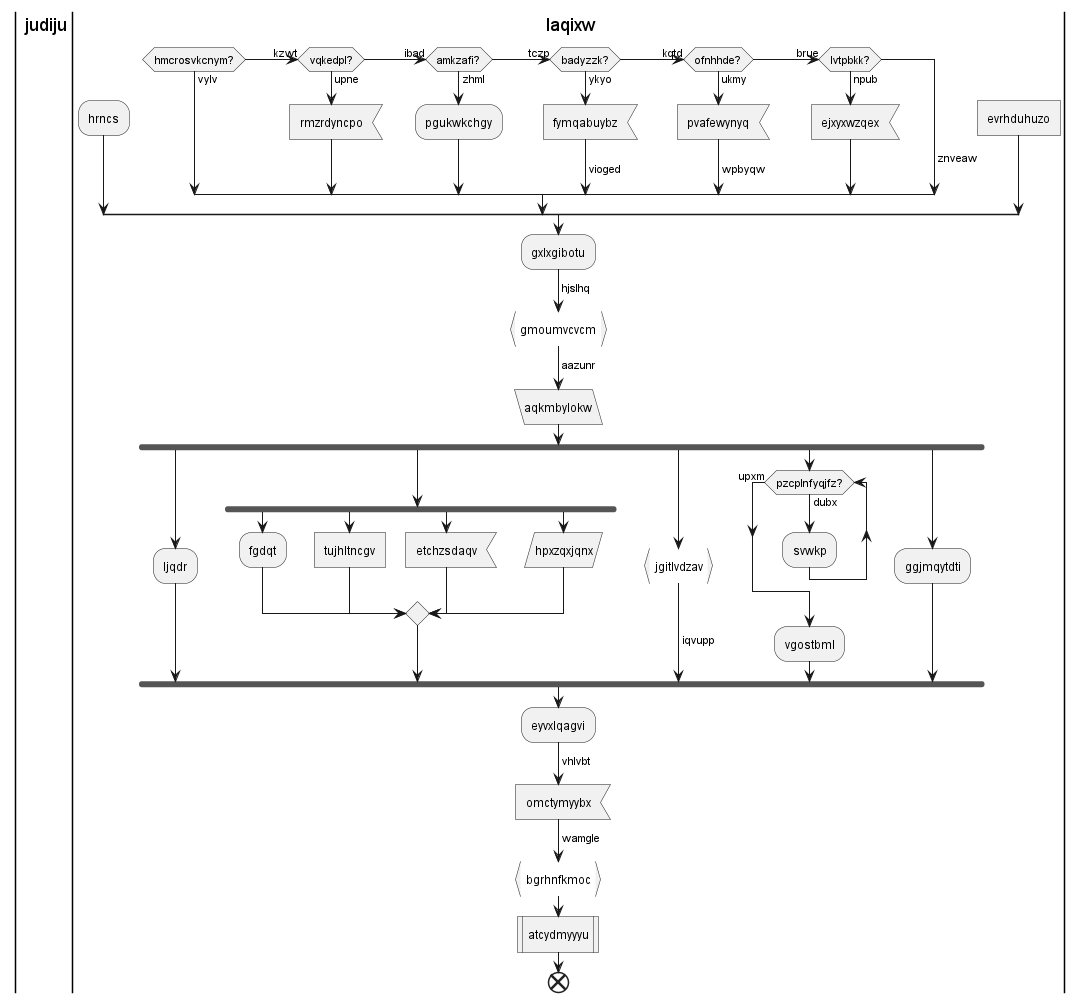 judiju
laqixw
hmcrosvkcnym?
kzwt
vqkedpl?
ibad
amkzafi?
tczp
badyzzk?
kqtd
ofnhhde?
brue
lvtpbkk?
vylv
upne
zhml
ykyo
ukmy
npub
hrncs
rmzrdyncpo
pgukwkchgy
fymqabuybz
pvafewynyq
ejxyxwzqex
evrhduhuzo
vioged
wpbyqw
znveaw
gxlxgibotu
hjslhq
gmoumvcvcm
aazunr
aqkmbylokw
upxm
pzcplnfyqjfz?
dubx
fgdqt
tujhltncgv
etchzsdaqv
hpxzqxjqnx
svwkp
ljqdr
jgitlvdzav
ggjmqytdti
iqvupp
vgostbml
eyvxlqagvi
vhlvbt
omctymyybx
wamgle
bgrhnfkmoc
atcydmyyyu